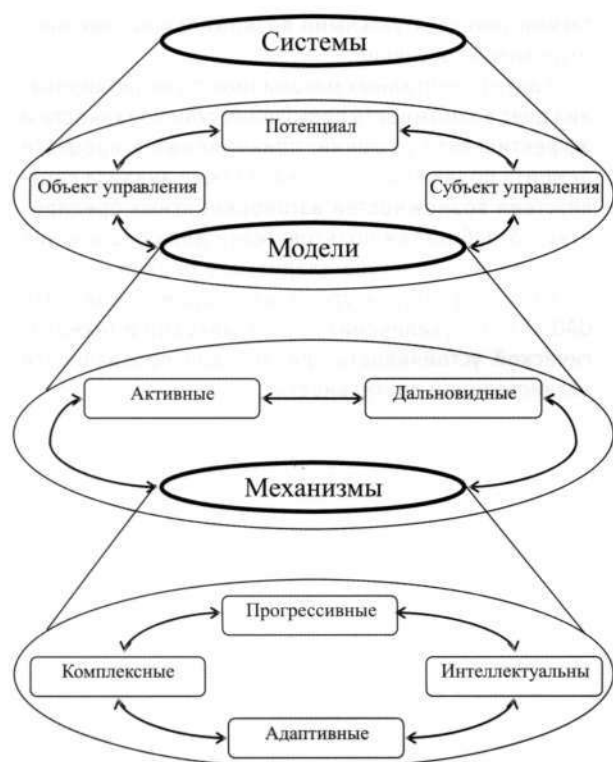 Системы
Потенциал
Объект управления
Субъект управления
Модели
Активные
Дальновидные
Механизмы
Прогрессивные
Комплексные
Интеллектуальны
Адаптивные